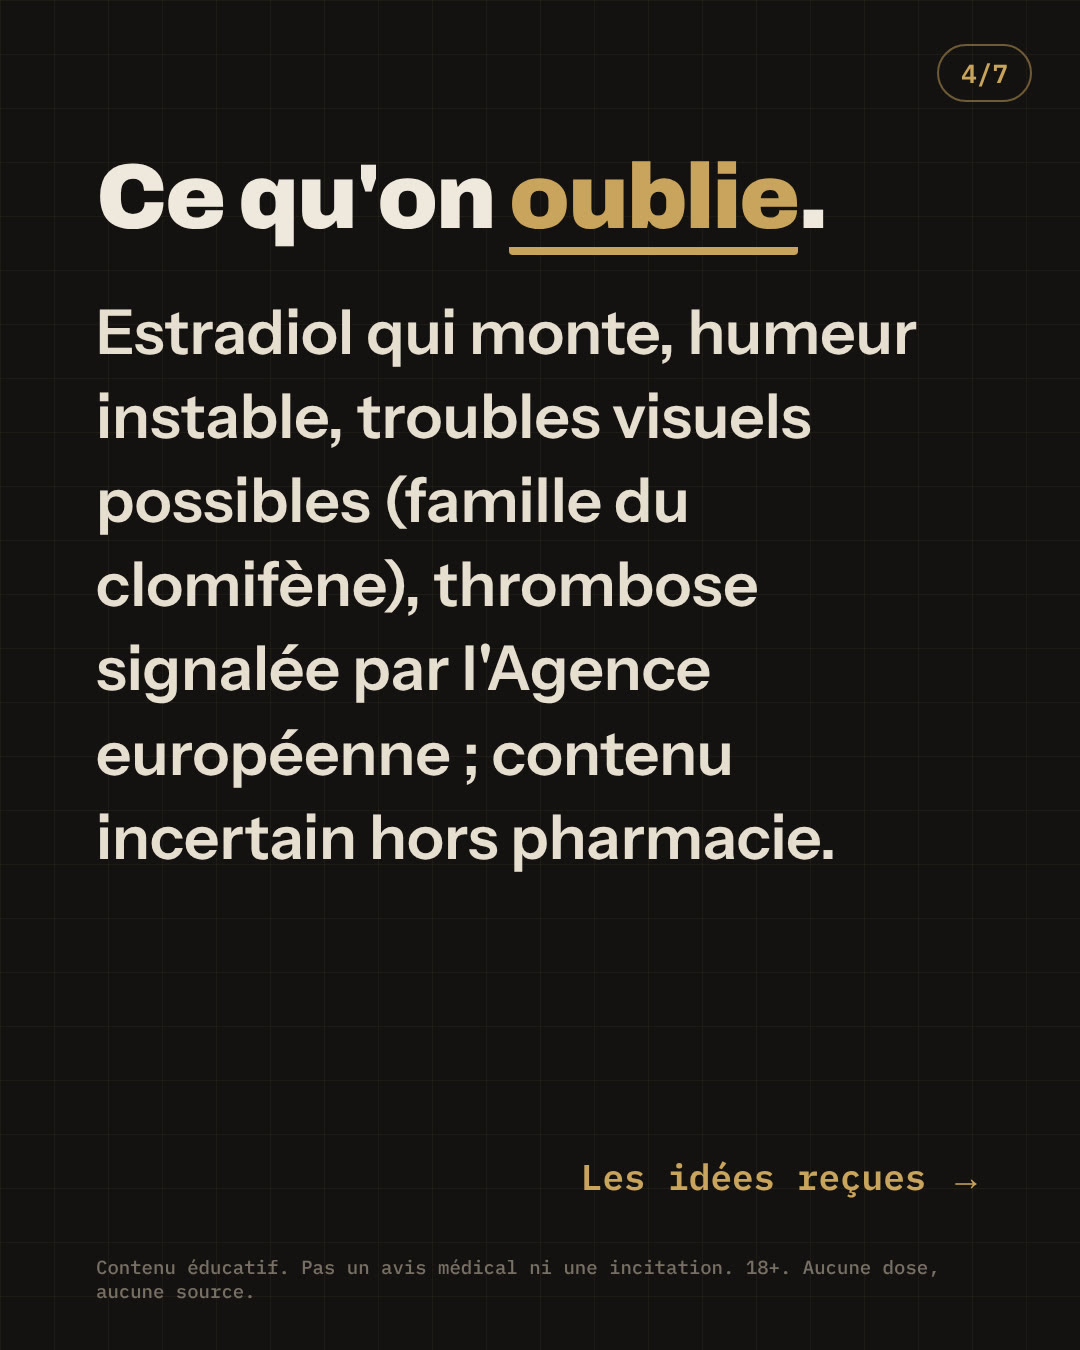 4/7
Ce qu'on oublie.
Estradiol qui monte, humeur
instable, troubles visuels
possibles (famille du
clomifène), thrombose
signalée par l'Agence
européenne ; contenu
incertain hors pharmacie.
Les idées reçues →
Contenu éducatif. Pas un avis médical ni une incitation. 18+. Aucune dose,
aucune source.